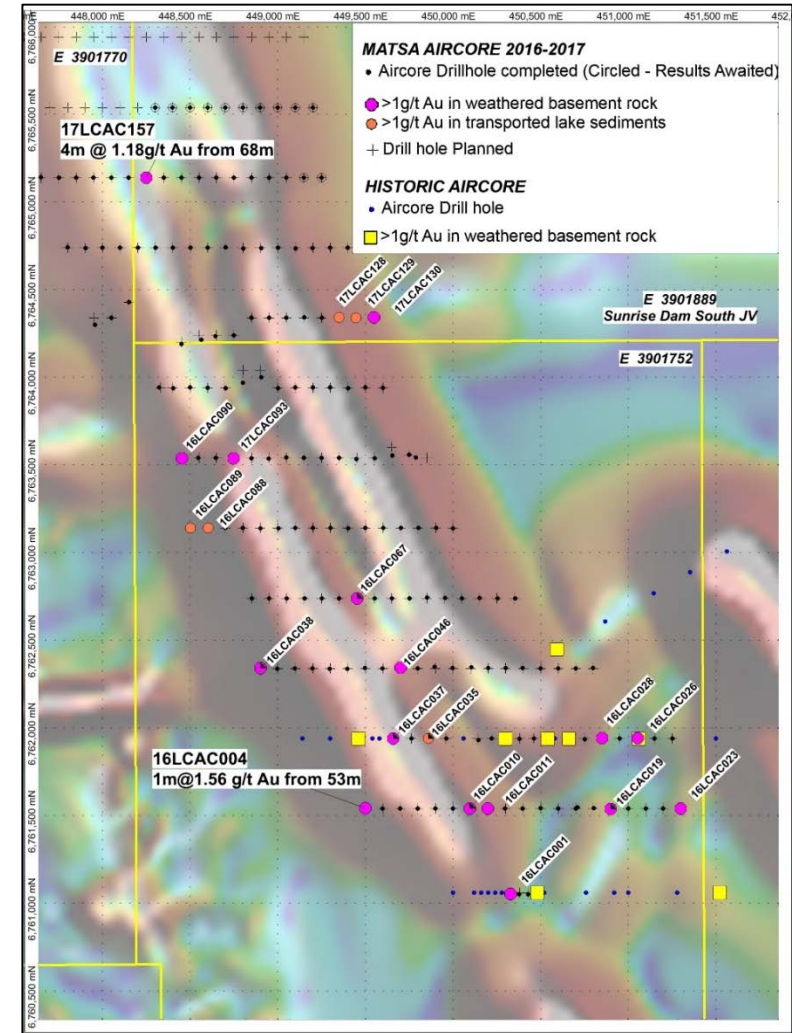 mE
448,000 mE
448,500 mE
449,000 mE
449,500 mE
450,000 mE
450,500 mE
451,000 mE
451,500 mE
452,
6,766,000 mN
6,765,500 mN
6,765,000 mN
6,764,500 mN
6,764,000 mN
6,763,500 mN
6,763,000 mN
6,762,500 mN
6,762,000 mN
6,761,500 mN
6,761,000 mN
6,760,500 mN
E 3901770
MATSA AIRCORE 2016-2017
Aircore Drillhole completed (Circled - Results Awaited)
>1g/t Au in weathered basement rock
>1g/t Au in transported lake sediments
Drill hole Planned
HISTORIC AIRCORE
Aircore Drill hole
>1g/t Au in weathered basement rock
17LCAC157
4m @ 1.18g/t Au from 68m
17LCAC128
17LCAC129
17LCAC130
E 3901889
Sunrise Dam South JV
E 3901752
16LCAC090
17LCAC093
16LCAC089
16LCAC088
16LCAC067
16LCAC038
16LCAC046
16LCAC037
16LCAC035
16LCAC028
16LCAC026
16LCAC004
1m@1.56 g/t Au from 53m
16LCAC010
16LCAC011
16LCAC019
16LCAC023
16LCAC001